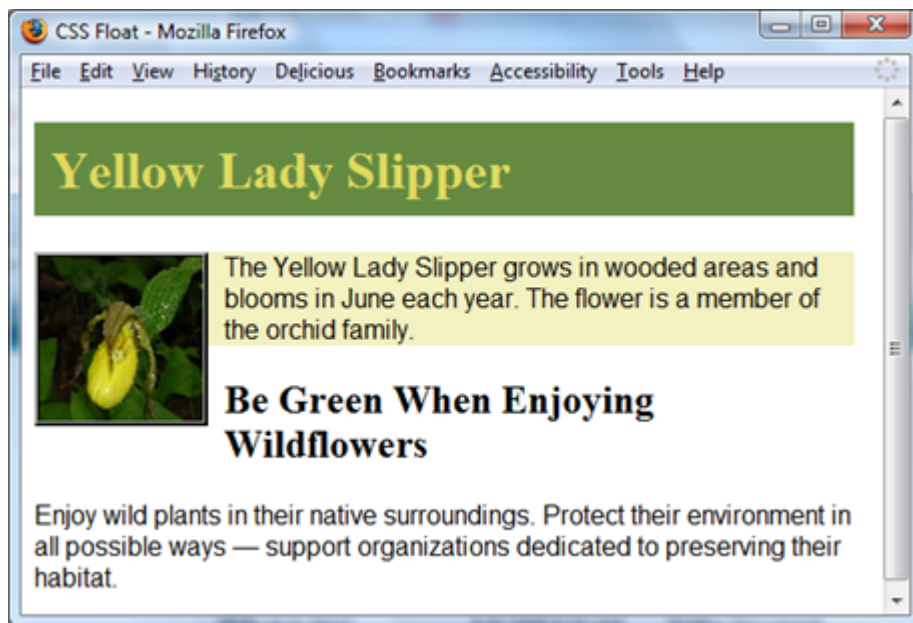 CSS Float - Mozilla Firefox
File Edit View History Delicious Bookmarks Accessibility Tools Help
Yellow Lady Slipper
The Yellow Lady Slipper grows in wooded areas and
blooms in June each year. The flower is a member of
the orchid family.
Be Green When Enjoying
Wildflowers
Enjoy wild plants in their native surroundings. Protect their environment in
all possible ways — support organizations dedicated to preserving their
habitat.